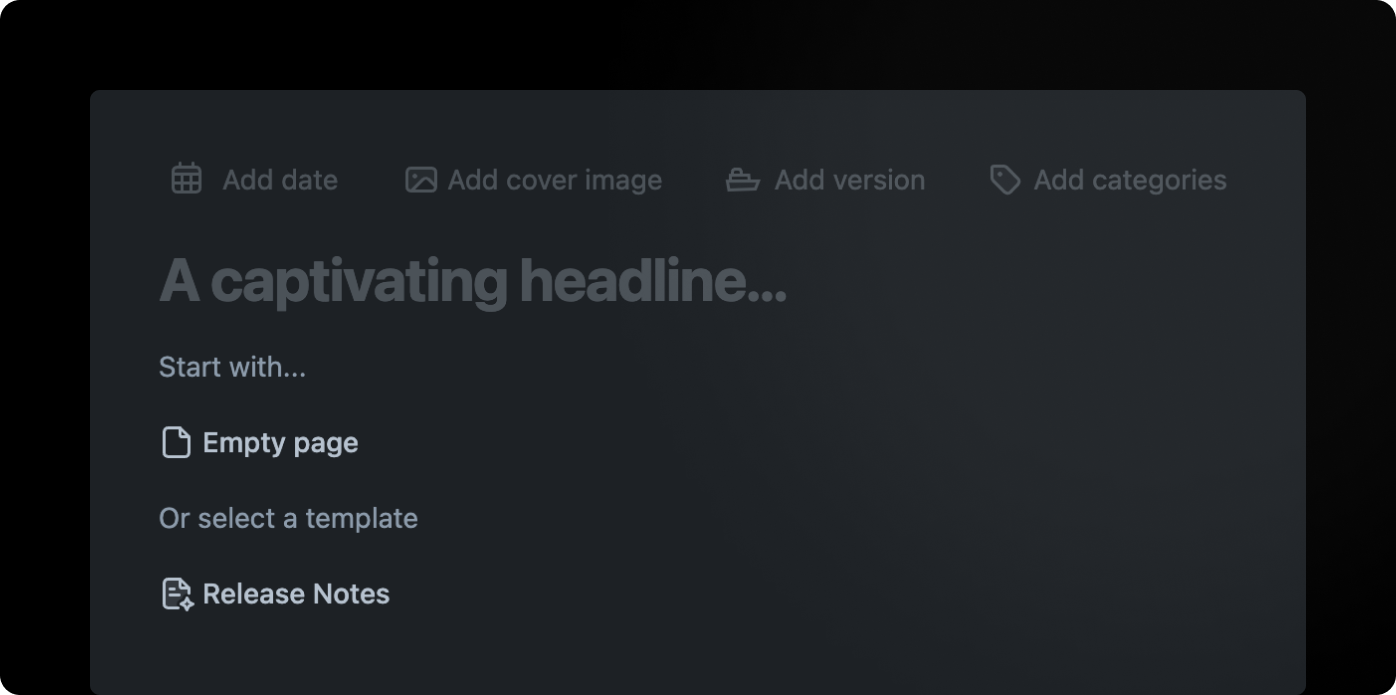 Add date Add cover image Add version Add categories
A captivating headline...
Start with...
Empty page
Or select a template
Release Notes